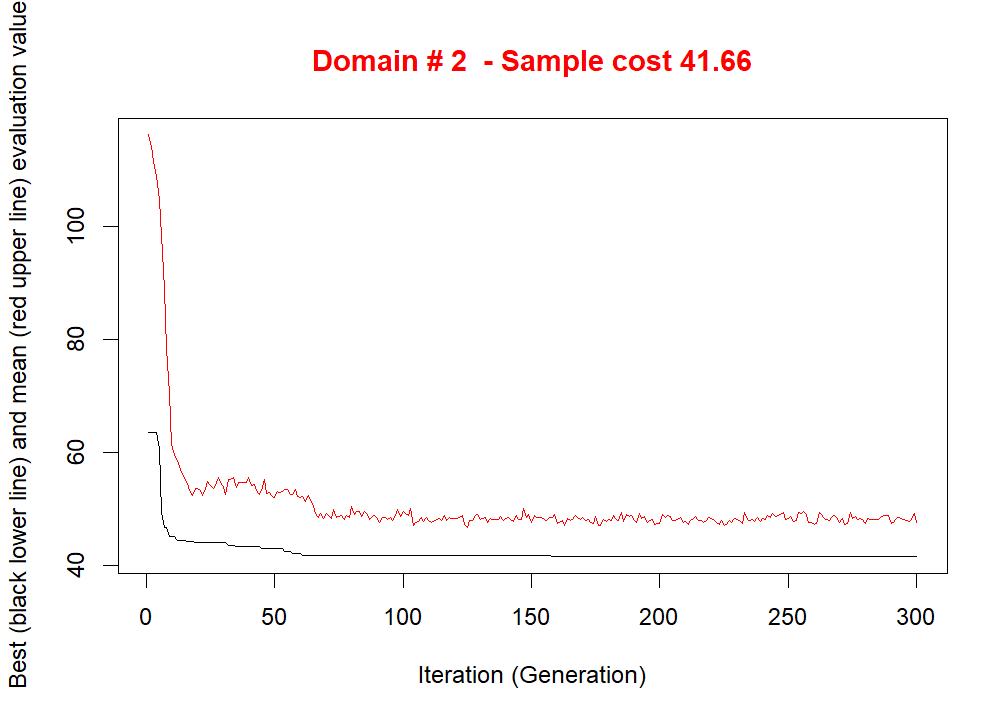 Domain # 2  - Sample cost 41.66
Best (black lower line) and mean (red upper line) evaluation value
100
80
60
40
0 50 100 150 200 250 300
Iteration (Generation)